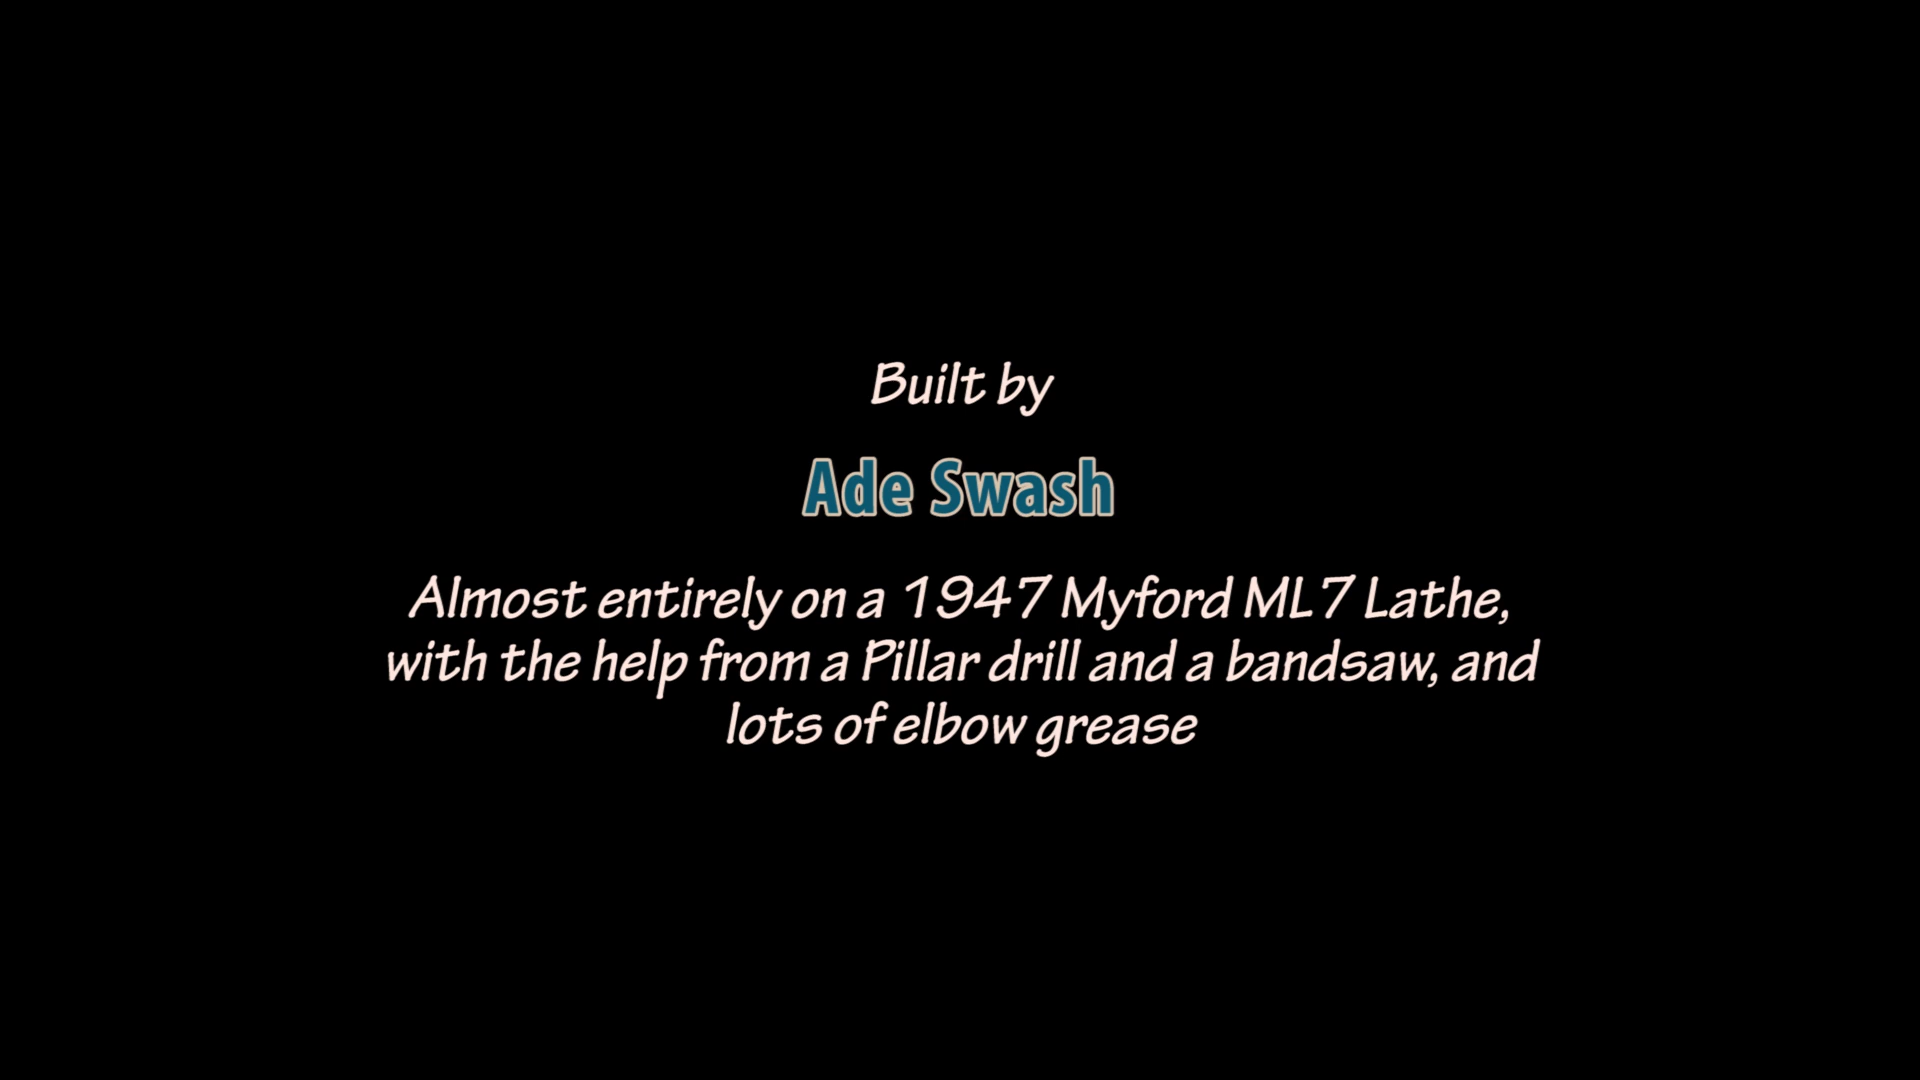 Built by
Ade Swash
Almost entirely on a 1947 Myford ML7 Lathe,
with the help from a Pillar drill and a bandsaw, and
lots of elbow grease